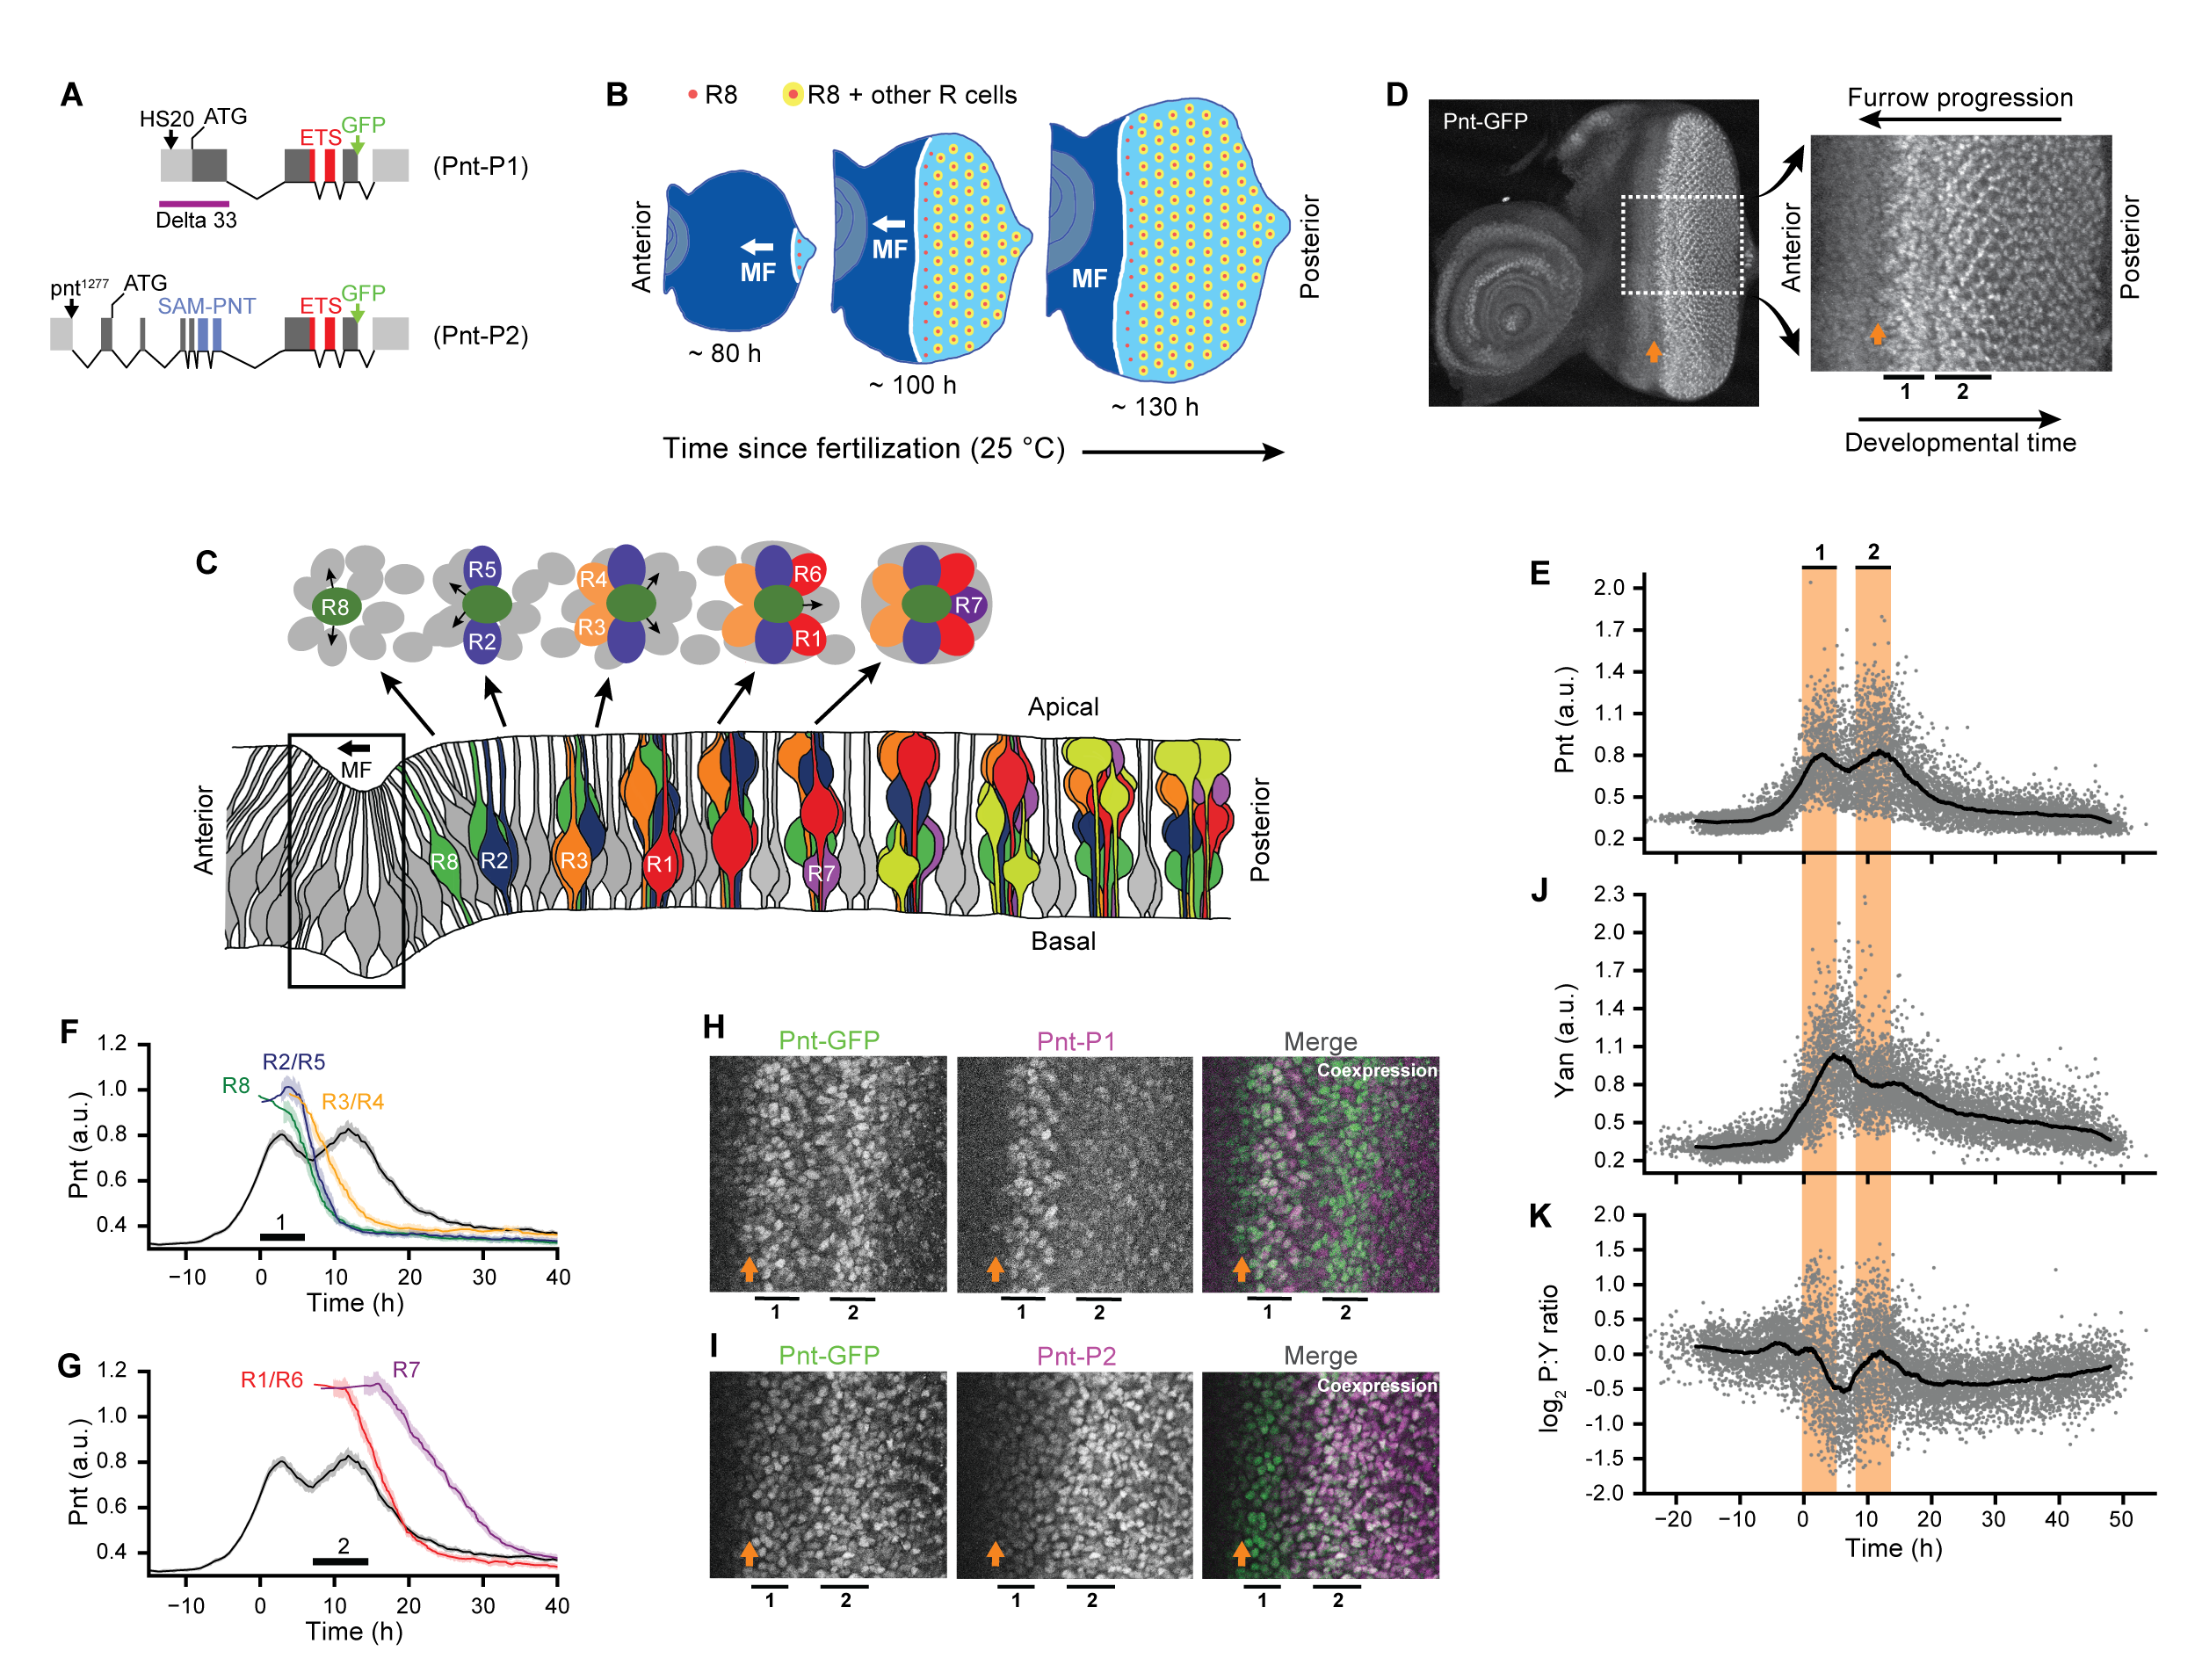 A
HS20
ATG
ETS
GFP
(Pnt-P1)
Delta 33
pnt1277
ATG
SAM-PNT
ETS
GFP
(Pnt-P2)
B
R8
R8 + other R cells
Anterior
MF
MF
MF
Posterior
~ 80 h
~ 100 h
~ 130 h
Time since fertilization (25 °C)
D
Pnt-GFP
Furrow progression
Anterior
Posterior
1
2
Developmental time
C
R8
R5
R2
R4
R3
R6
R1
R7
Apical
MF
Anterior
R8
R2
R3
R1
R7
Posterior
Basal
E
1
2
Pnt (a.u.)
2.0
1.7
1.4
1.1
0.8
0.5
0.2
J
Yan (a.u.)
2.3
2.0
1.7
1.4
1.1
0.8
0.5
0.2
K
log2 P:Y ratio
2.0
1.5
1.0
0.5
0.0
-0.5
-1.0
-1.5
-2.0
−20
−10
0
10
20
30
40
50
Time (h)
F
Pnt (a.u.)
1.2
1.0
0.8
0.6
0.4
R2/R5
R8
R3/R4
1
−10
0
10
20
30
40
Time (h)
G
Pnt (a.u.)
1.2
1.0
0.8
0.6
0.4
R1/R6
R7
2
−10
0
10
20
30
40
Time (h)
H
Pnt-GFP
Pnt-P1
Merge
Coexpression
1
2
1
2
1
2
I
Pnt-GFP
Pnt-P2
Merge
Coexpression
1
2
1
2
1
2